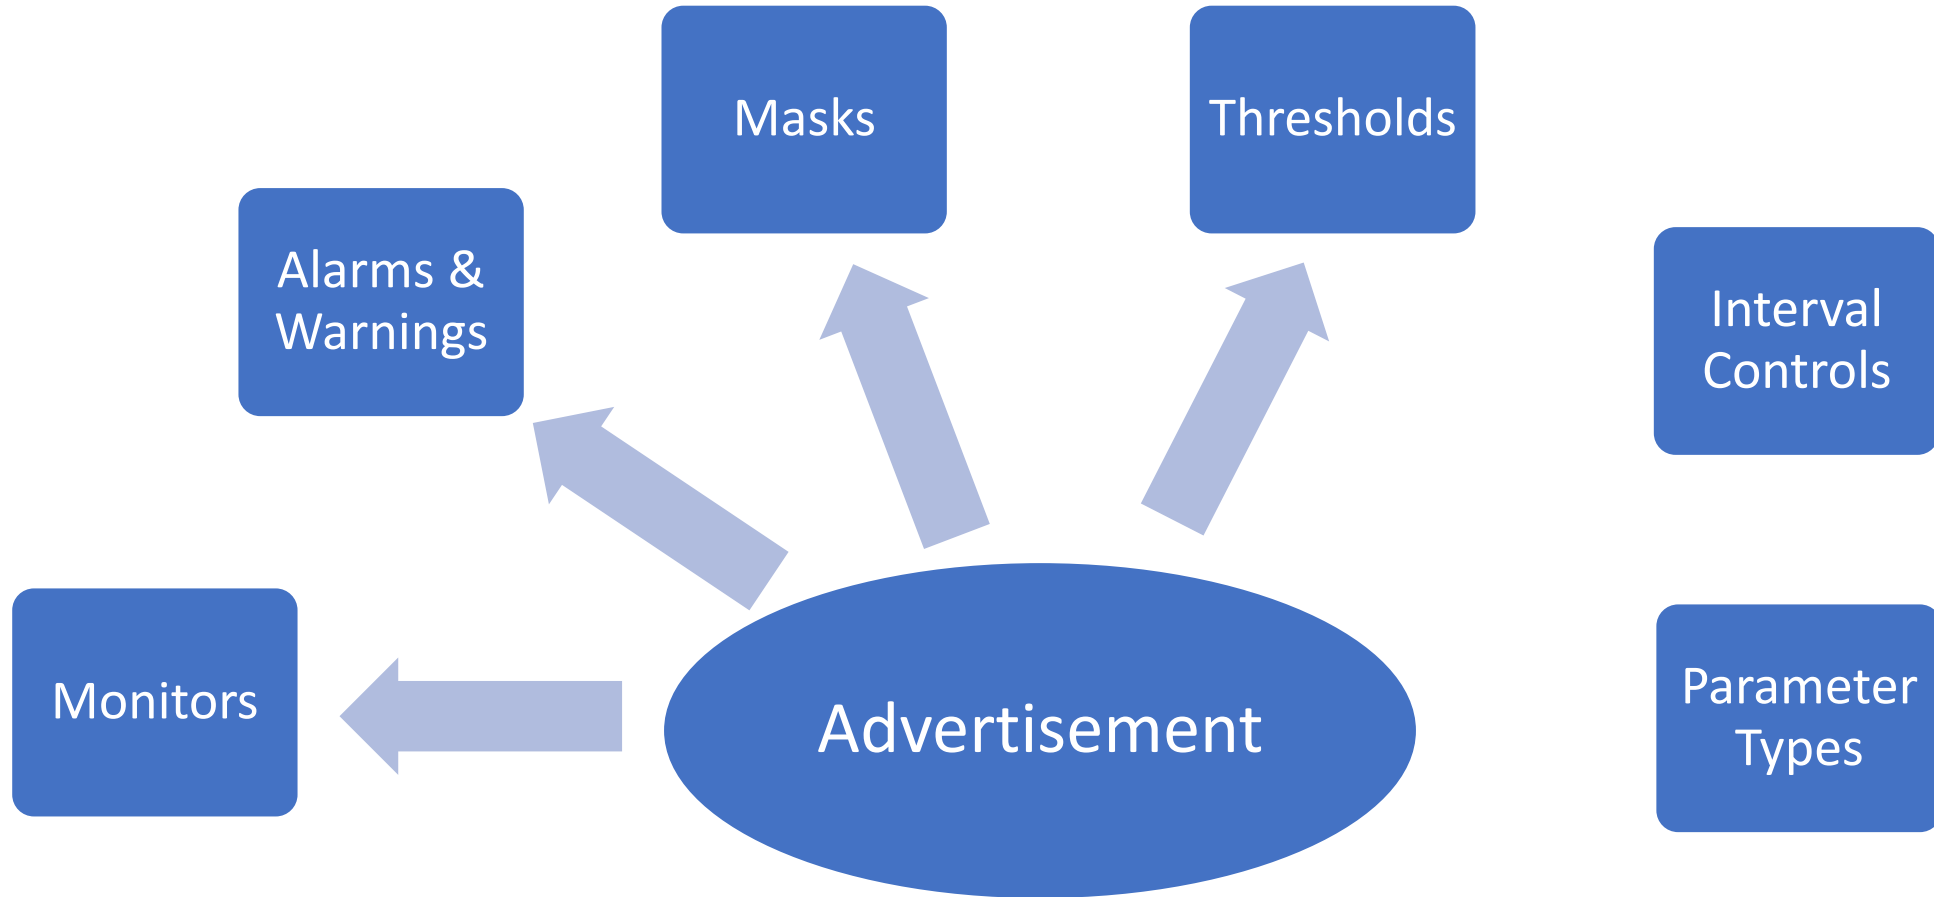 Masks
Thresholds
Alarms &
Warnings
Interval
Controls
Monitors
Advertisement
Parameter
Types